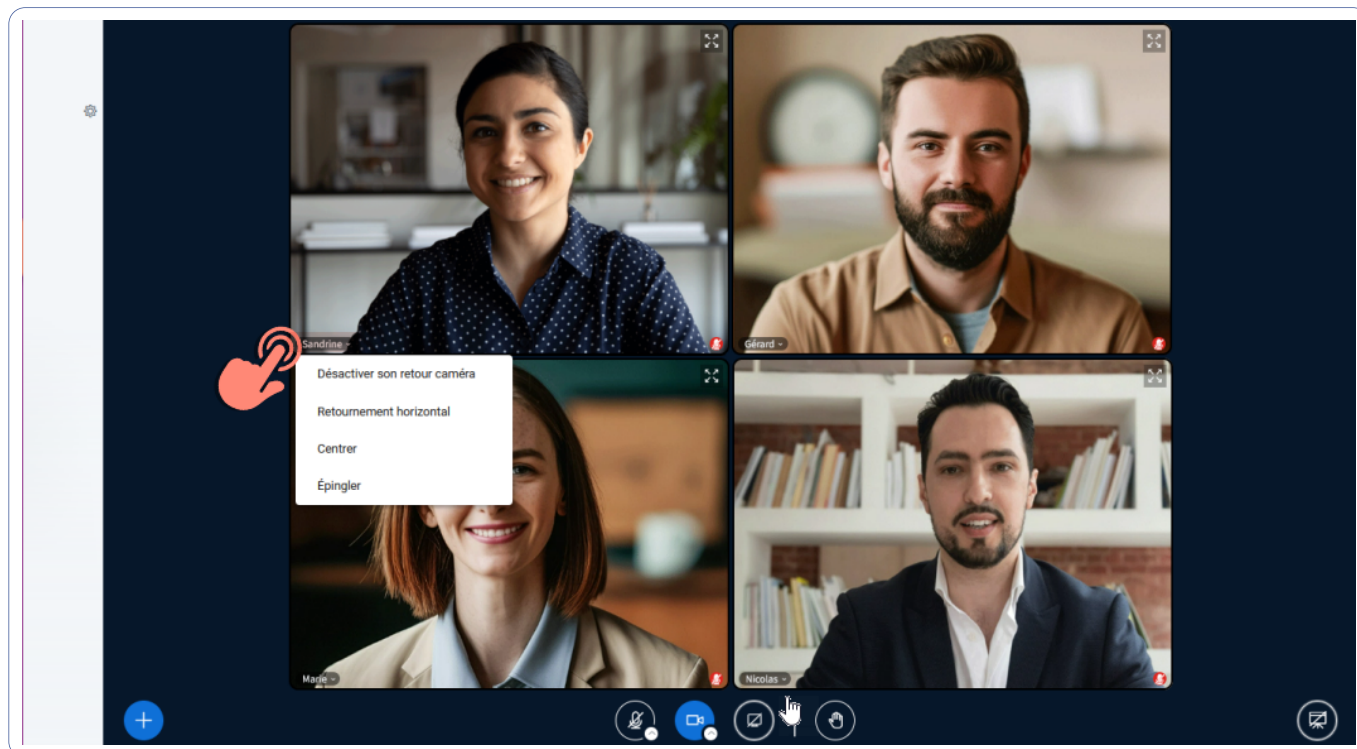 Sandrine
Gérard
Désactiver son retour caméra
Retournement horizontal
Centrer
Épingler
Marie
Nicolas